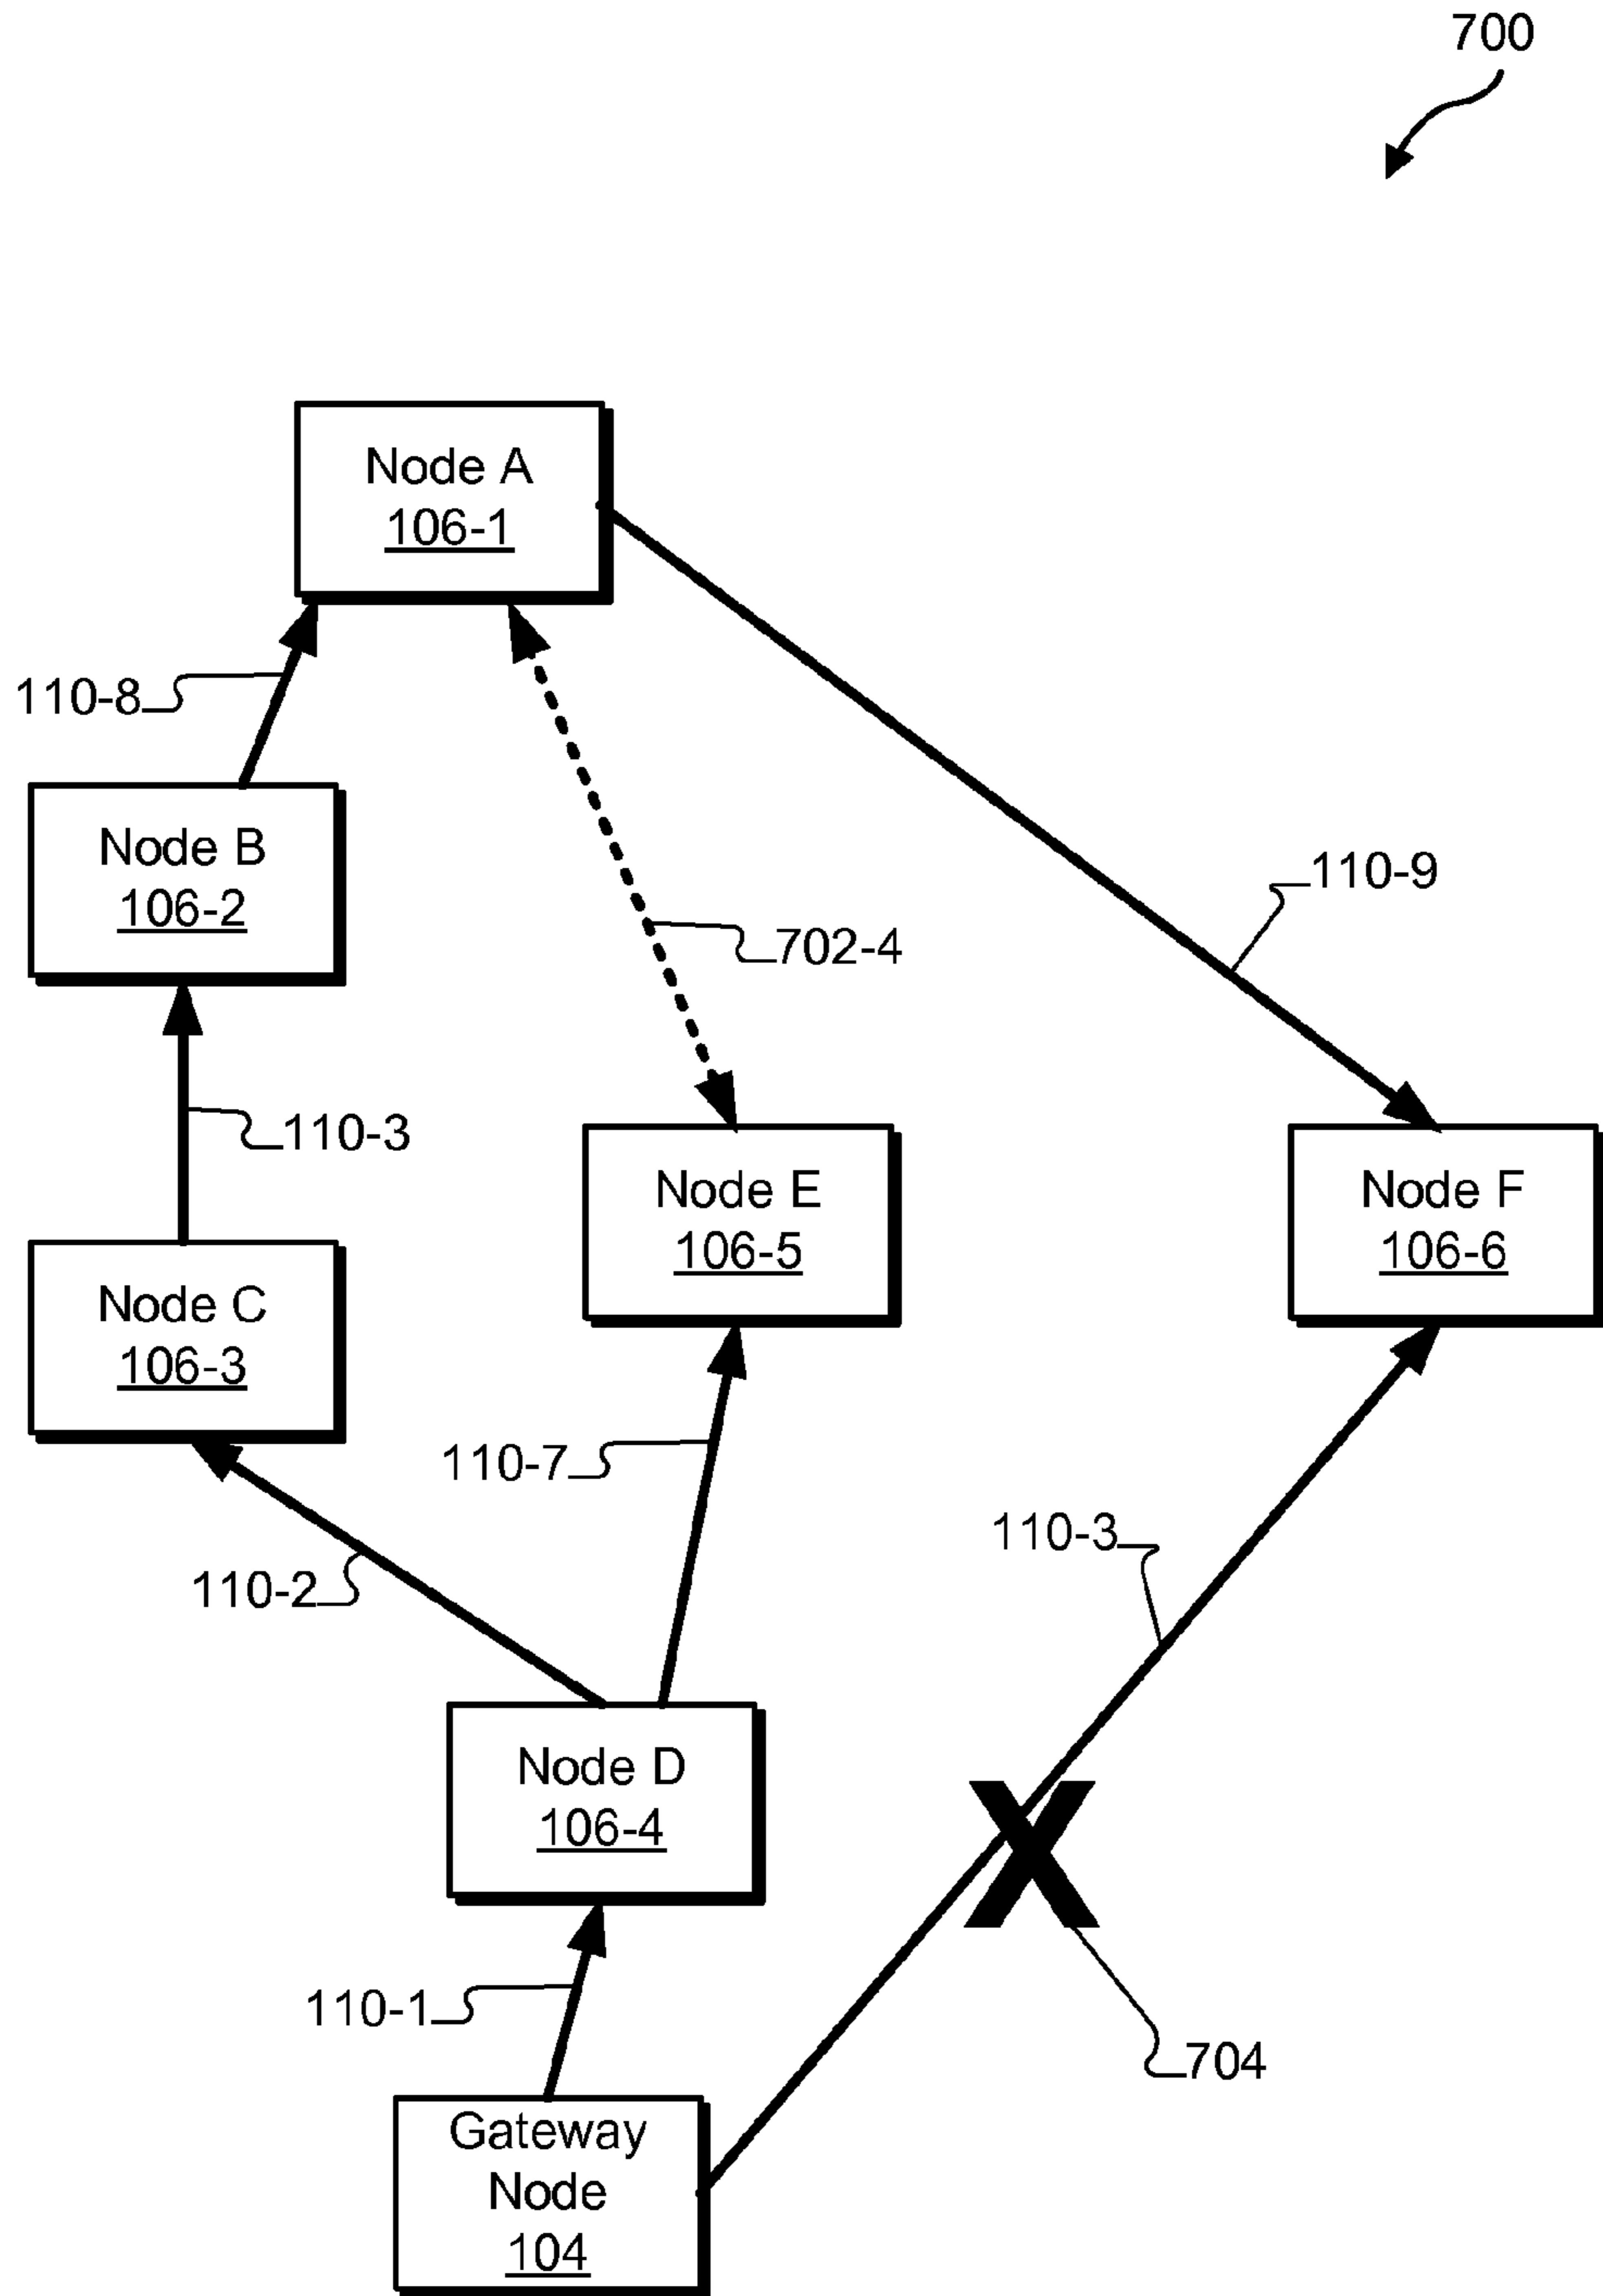 700
Node A
106-1
110-8
Node B
106-2
110-9
702-4
110-3
Node E
106-5
Node F
106-6
Node C
106-3
110-7
110-3
110-2
Node D
106-4
110-1
704
Gateway
Node
104
X